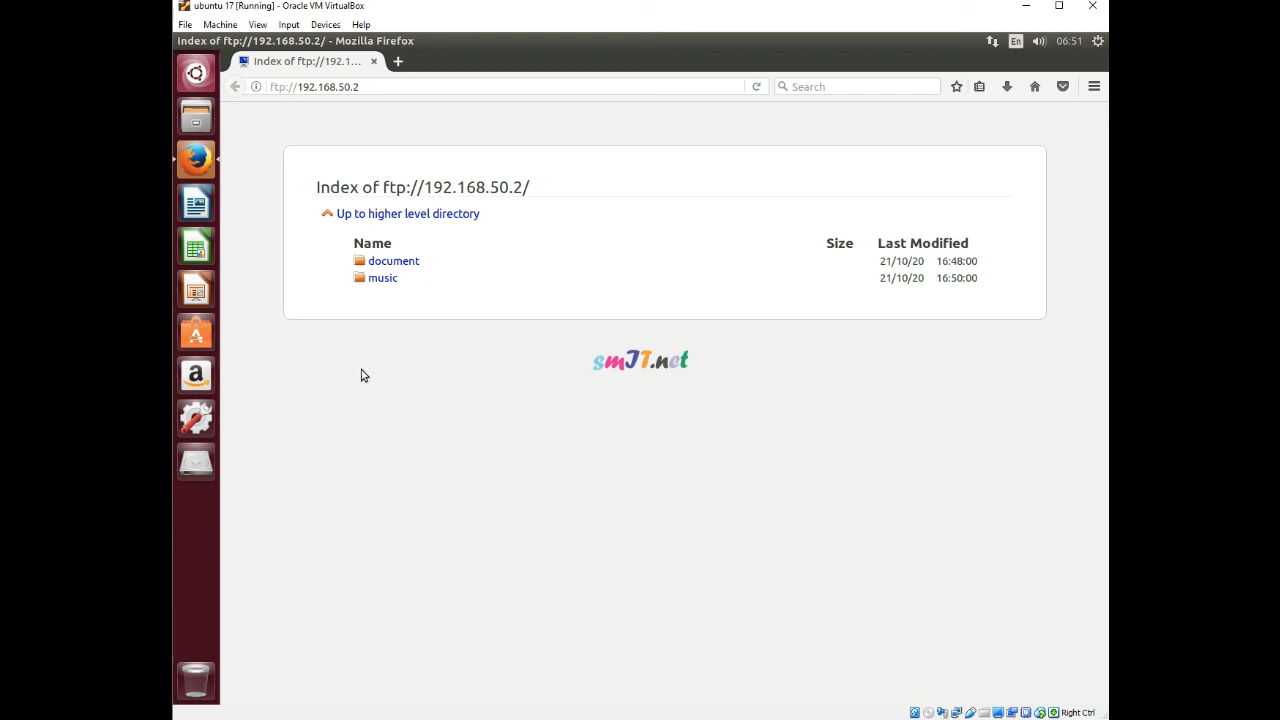 ubuntu 17 [Running] - Oracle VM VirtualBox
File Machine View Input Devices Help
Index of ftp://192.168.50.2/ - Mozilla Firefox
En 06:51
Index of ftp://192.1...
ftp://192.168.50.2
Search
Index of ftp://192.168.50.2/
Up to higher level directory
Name Size Last Modified
document 21/10/20 16:48:00
music 21/10/20 16:50:00
smIT.net
Right Ctrl